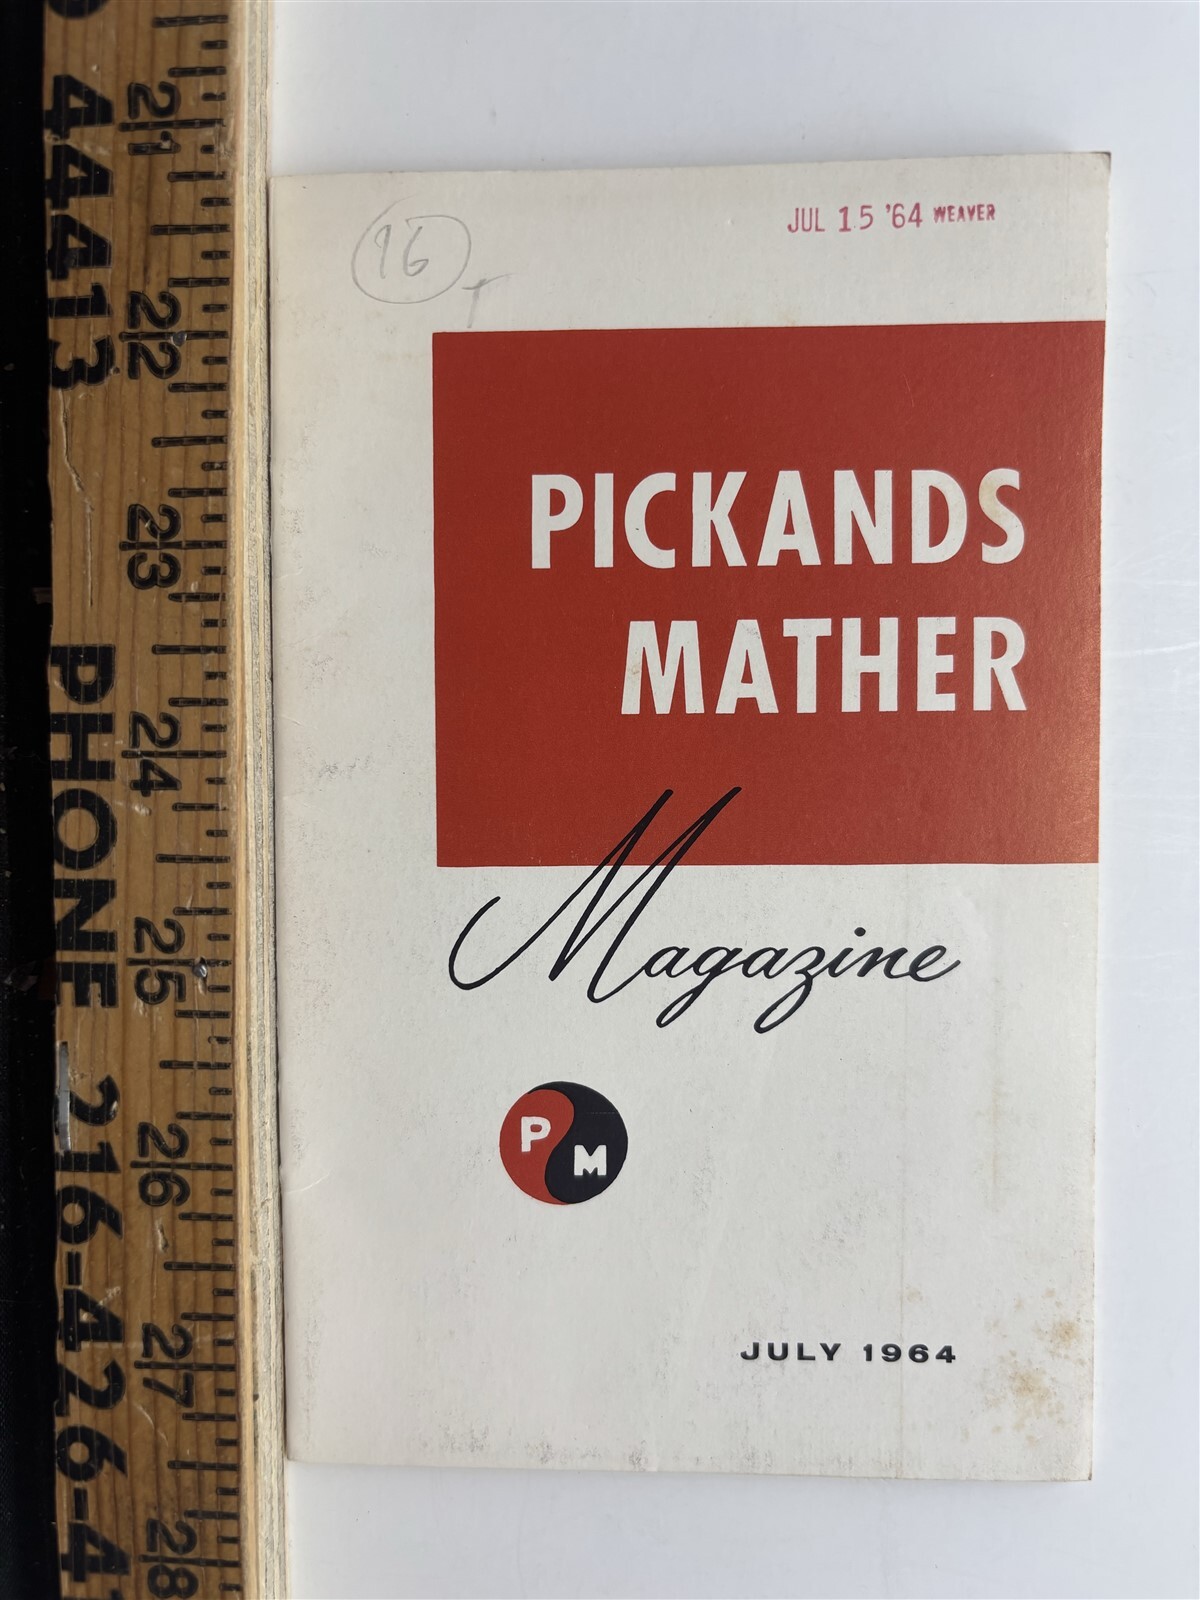 16
T
JUL 15 '64 WEAVER
PICKANDS
MATHER
Magazine
P
M
JULY 1964
4413
PHONE 216-426-4
21
22
23
24
25
26
27
28